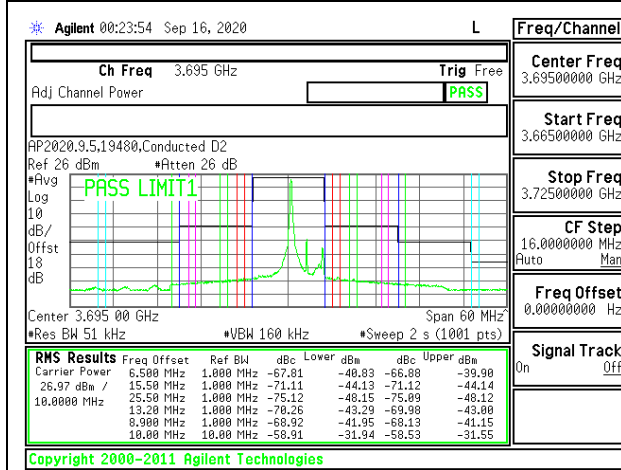 Agilent 00:23:54 Sep 16, 2020 L
Freq/Channel
Ch Freq 3.695 GHz Trig Free
Adj Channel Power PASS
Center Freq
3.69500000 GHz
Start Freq
3.66500000 GHz
Stop Freq
3.72500000 GHz
CF Step
16.0000000 MHz
Auto Man
Freq Offset
0.00000000 Hz
Signal Track
On Off
AP2020.9.5,19480,Conducted D2
Ref 26 dBm #Atten 26 dB
#Avg
Log
10
dB/
Offst
18
dB
PASS LIMIT1
Center 3.695 00 GHz Span 60 MHz
#Res BW 51 kHz #VBW 160 kHz #Sweep 2 s (1001 pts)
RMS Results Freq Offset Ref BW dBc Lower dBm dBc Upper dBm
Carrier Power 6.500 MHz 1.000 MHz -67.81 -40.83 -66.88 -39.90
26.97 dBm / 15.50 MHz 1.000 MHz -71.11 -44.13 -71.12 -44.14
10.0000 MHz 25.50 MHz 1.000 MHz -75.12 -48.15 -75.09 -48.12
13.20 MHz 1.000 MHz -70.26 -43.29 -69.98 -43.00
8.900 MHz 1.000 MHz -68.92 -41.95 -68.13 -41.15
10.00 MHz 10.00 MHz -58.91 -31.94 -58.53 -31.55
Copyright 2000-2011 Agilent Technologies